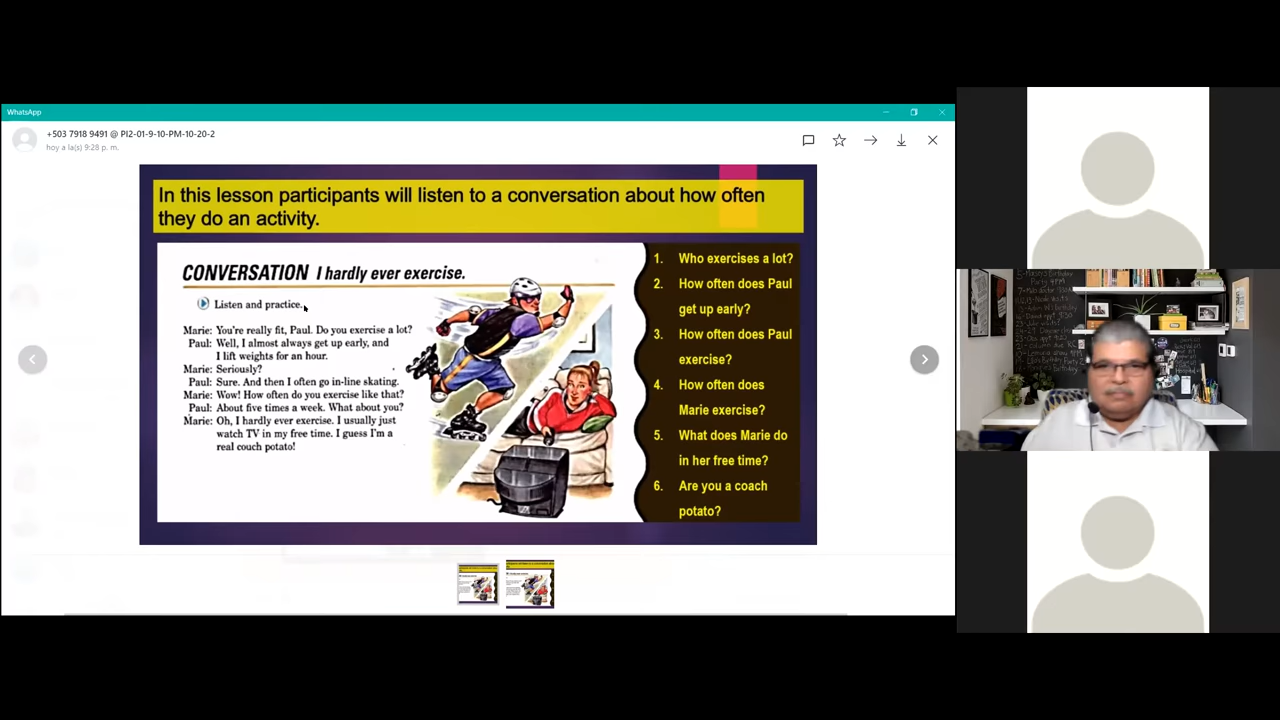 WhatsApp
+503 7918 9491 @ PI2-01-9-10-PM-10-20-2
hoy a la(s) 9:28 p. m.
In this lesson participants will listen to a conversation about how often
they do an activity.
CONVERSATION I hardly ever exercise.
Listen and practice.
Marie: You're really fit, Paul. Do you exercise a lot?
Paul: Well, I almost always get up early, and
I lift weights for an hour.
Marie: Seriously?
Paul: Sure. And then I often go in-line skating.
Marie: Wow! How often do you exercise like that?
Paul: About five times a week. What about you?
Marie: Oh, I hardly ever exercise. I usually just
watch TV in my free time. I guess I'm a
real couch potato!
1. Who exercises a lot?
2. How often does Paul
get up early?
3. How often does Paul
exercise?
4. How often does
Marie exercise?
5. What does Marie do
in her free time?
6. Are you a coach
potato?